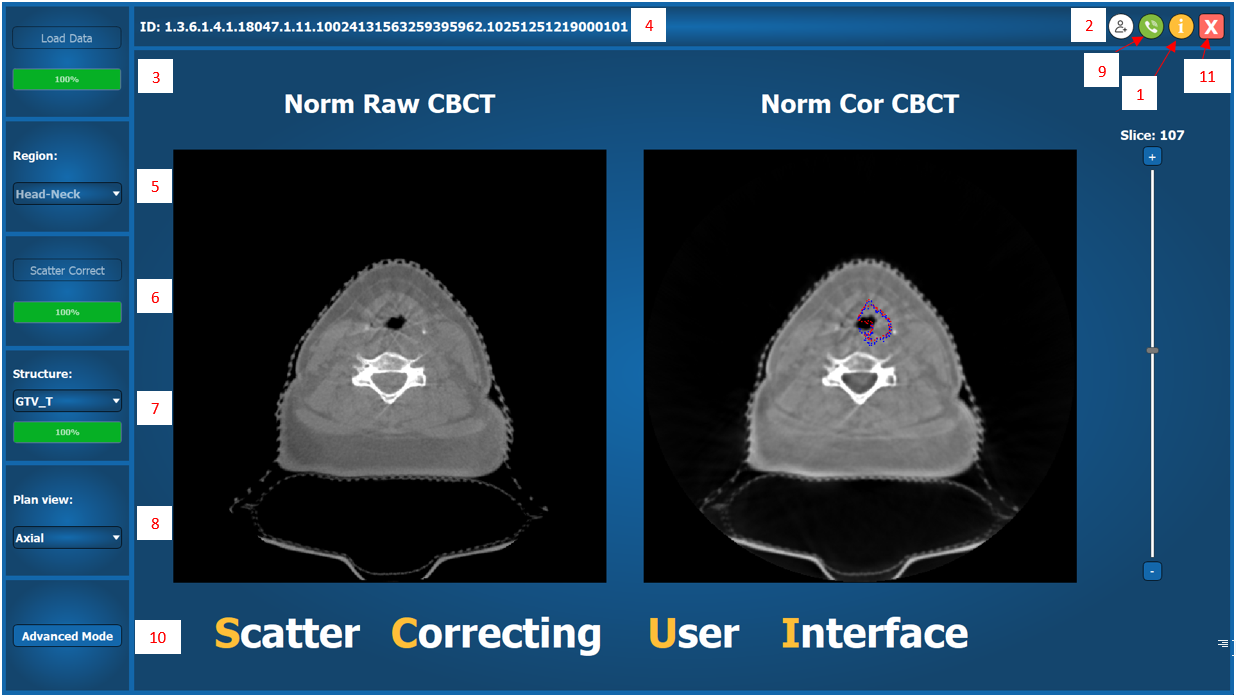 Load Data
100%
ID: 1.3.6.1.4.1.18047.1.11.10024131563259395962.10251251219000101
4
2
i
X
9
1
11
3
Norm Raw CBCT
Norm Cor CBCT
Slice: 107
+
Region:
Head-Neck
5
Scatter Correct
100%
6
Structure:
GTV_T
100%
7
Plan view:
Axial
8
-
Advanced Mode
10
Scatter Correcting User Interface